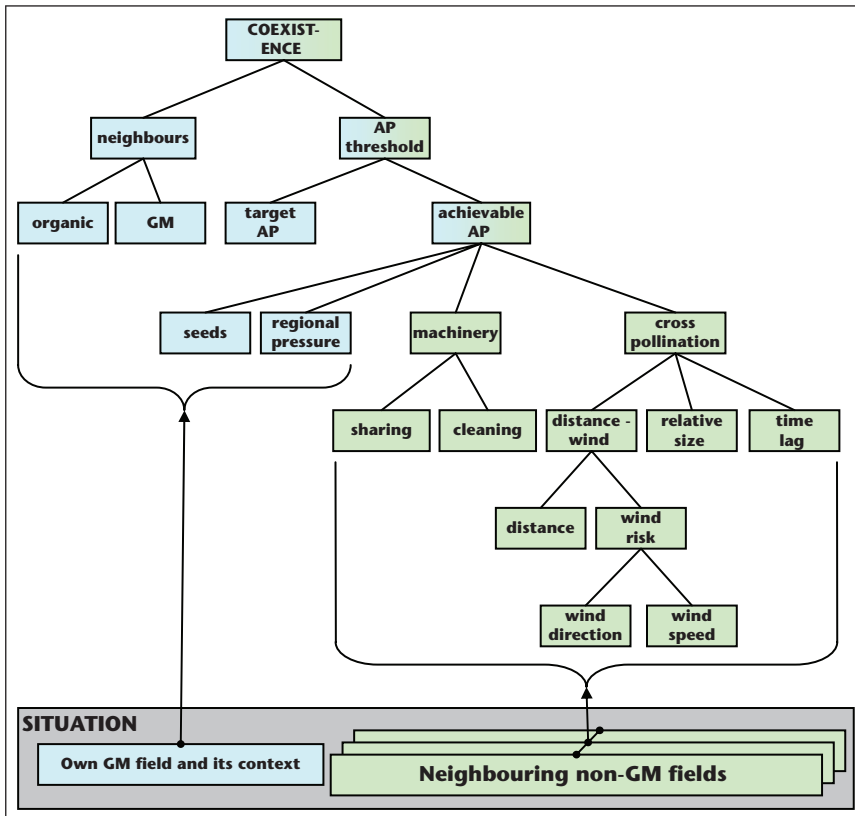 COEXIST-
ENCE
neighbours
AP
threshold
organic
GM
target
AP
achievable
AP
seeds
regional
pressure
machinery
cross
pollination
sharing
cleaning
distance -
wind
relative
size
time
lag
distance
wind
risk
wind
direction
wind
speed
SITUATION
Own GM field and its context
Neighbouring non-GM fields